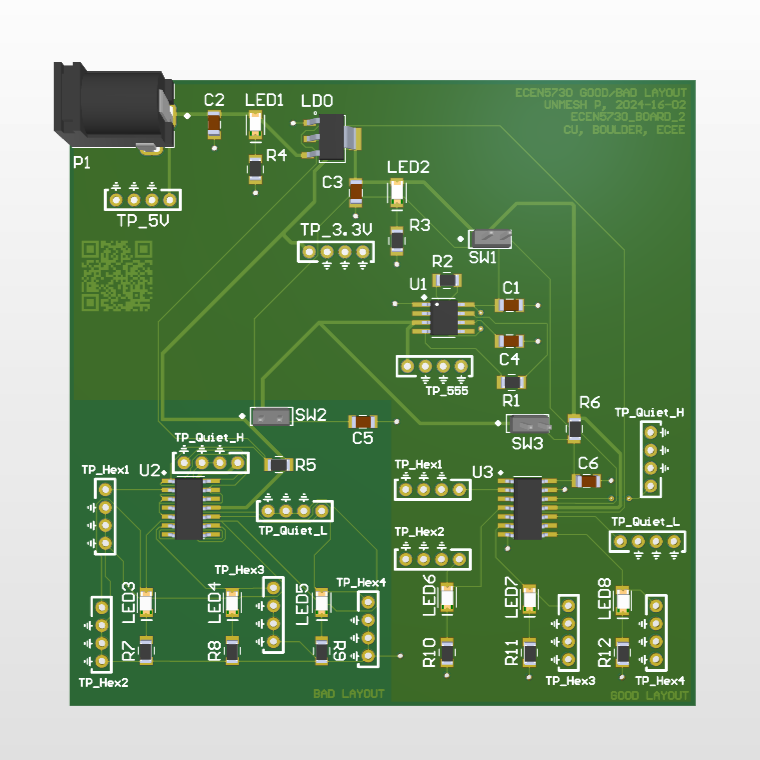 ECEN5730 GOOD/BAD LAYOUT
UNMESH P, 2024-16-02
ECEN5730_BOARD_2
CU, BOULDER, ECEE
C2
LED1
LDO
P1
R4
LED2
C3
TP_5V
TP_3.3V
R3
SW1
R2
U1
C1
C4
TP_555
R1
SW2
C5
SW3
R6
TP_Quiet_H
TP_Quiet_H
TP_Hex1
U2
R5
TP_Hex1
U3
C6
TP_Quiet_L
TP_Quiet_L
TP_Hex2
LED3
LED4
TP_Hex3
LED5
TP_Hex4
LED6
LED7
LED8
R7
R8
R9
R10
R11
R12
TP_Hex2
TP_Hex3
TP_Hex4
BAD LAYOUT
GOOD LAYOUT